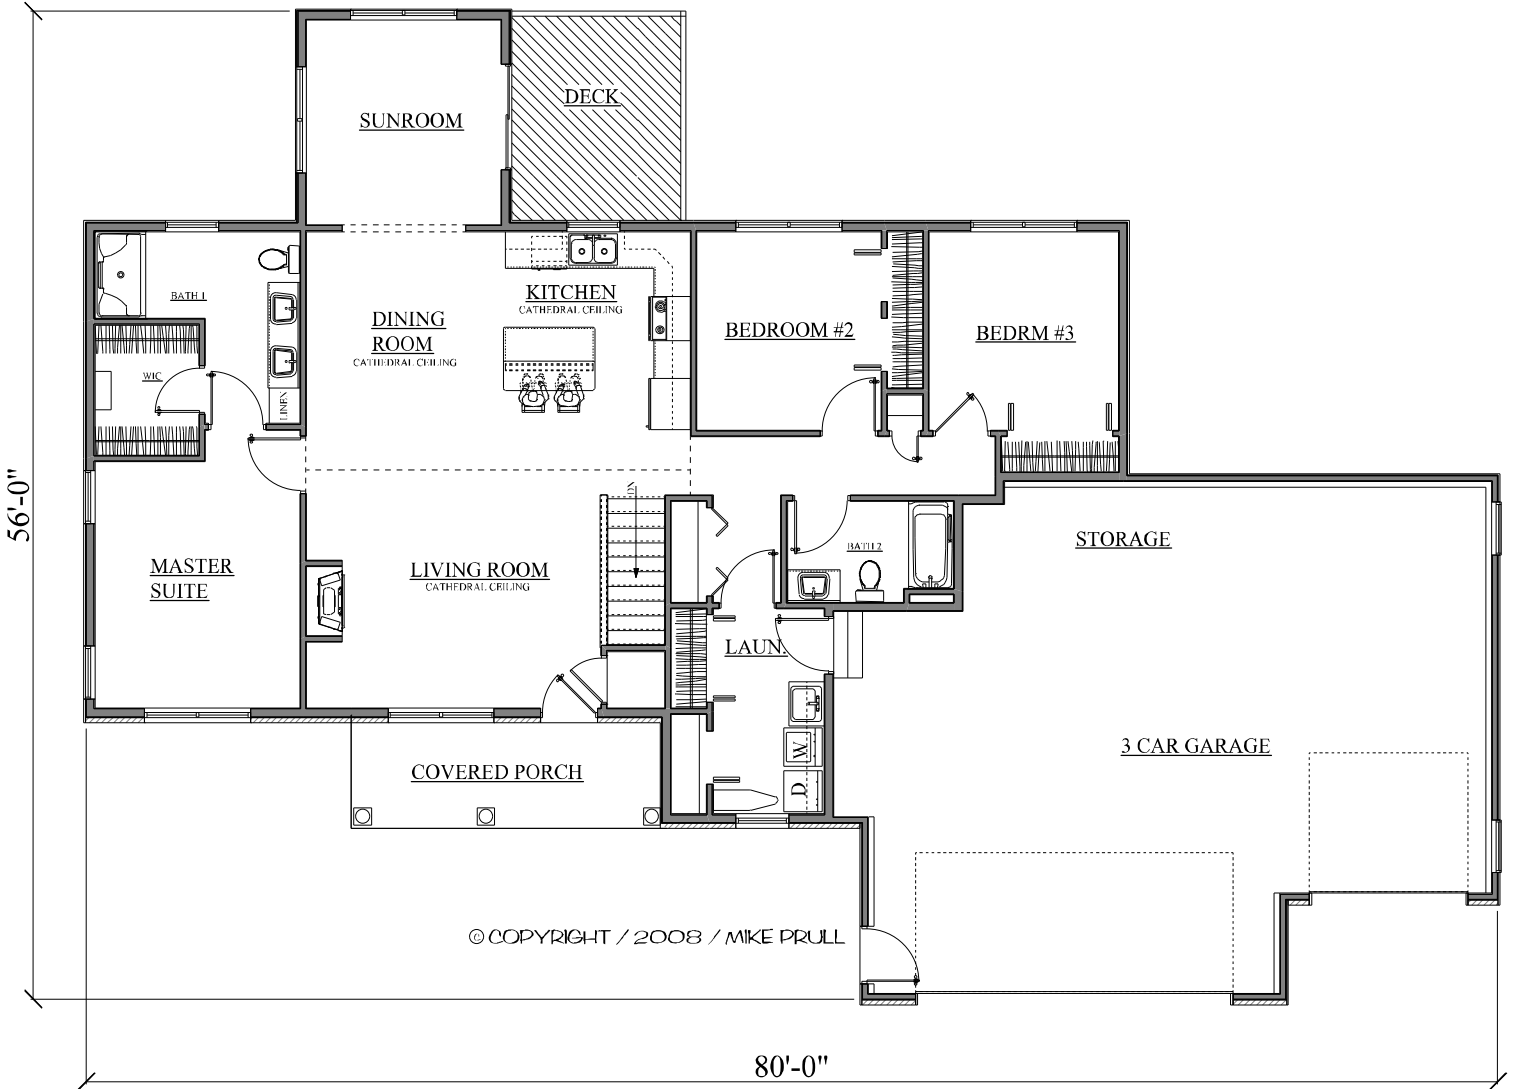 DECK
SUNROOM
BATH 1
KITCHEN
CATHEDRAL CEILING
DINING
ROOM
CATHEDRAL CEILING
BEDROOM #2
BEDRM #3
WIC
LINEN
56'-0"
DN
STORAGE
BATH 2
MASTER
SUITE
LIVING ROOM
CATHEDRAL CEILING
LAUN.
W
D
3 CAR GARAGE
COVERED PORCH
© COPYRIGHT / 2008 / MIKE PRULL
80'-0"